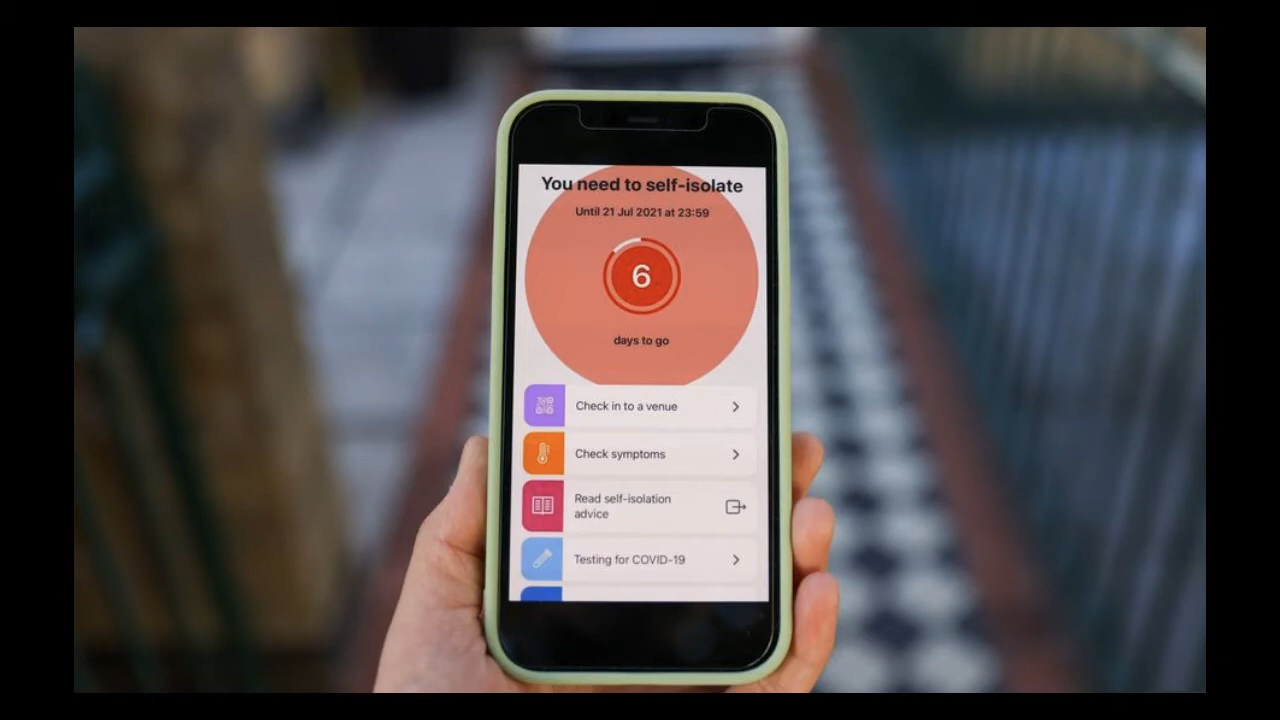 You need to self-isolate
Until 21 Jul 2021 at 23:59
6
days to go
Check in to a venue
Check symptoms
Read self-isolation
advice
Testing for COVID-19